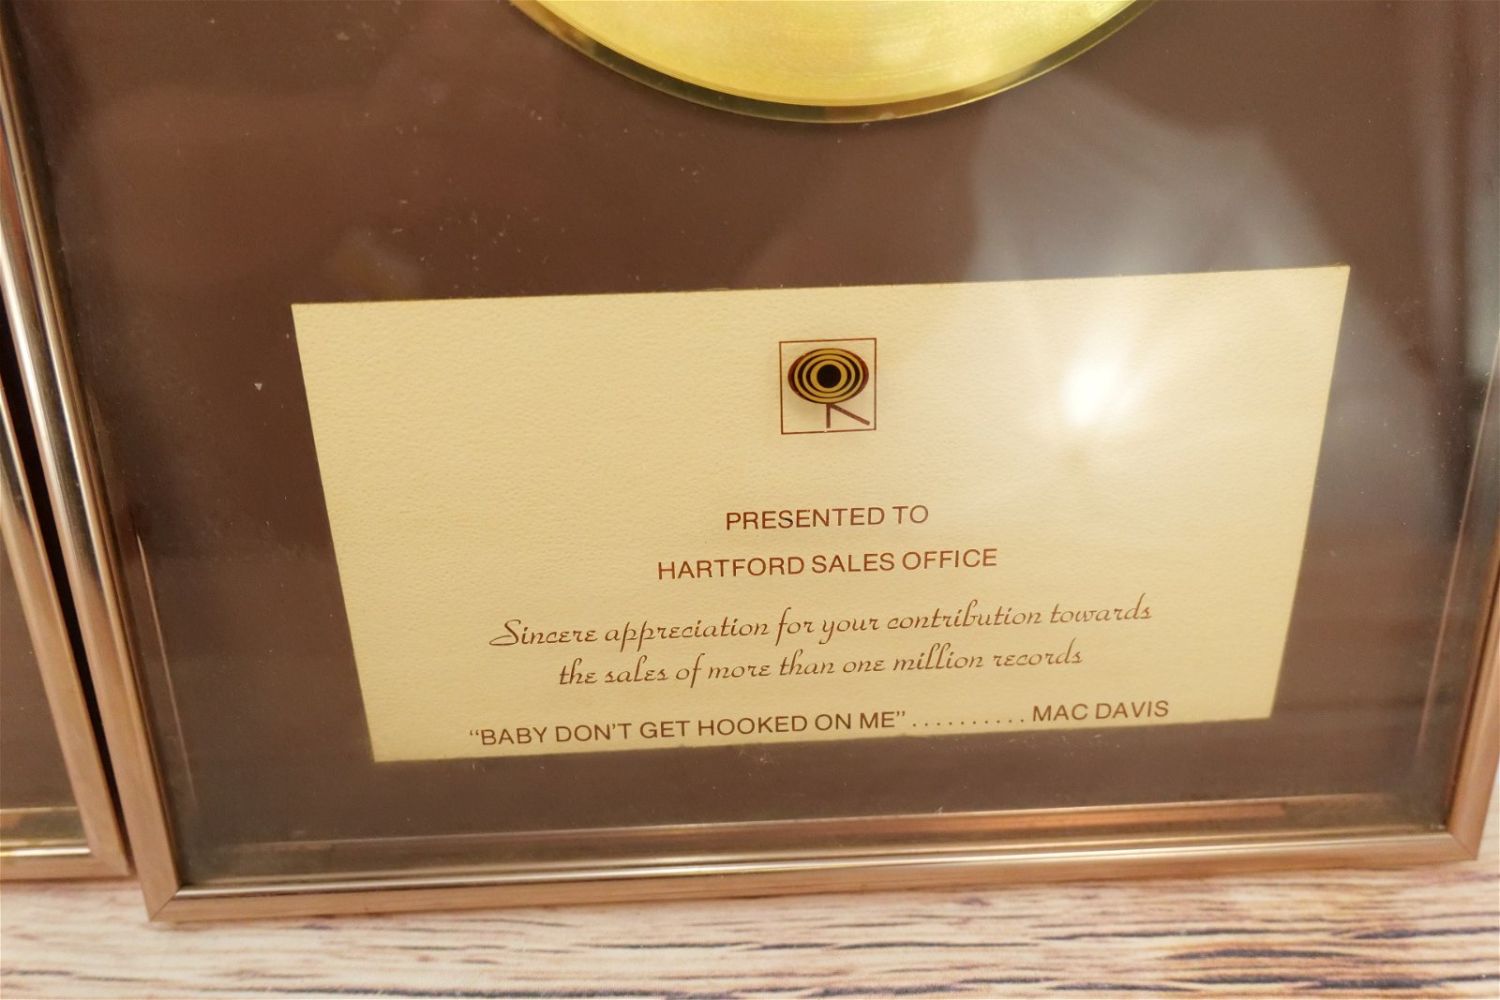 PRESENTED TO
HARTFORD SALES OFFICE
Sincere appreciation for your contribution towards
the sales of more than one million records
“BABY DON’T GET HOOKED ON ME” . . . . . . . . . . MAC DAVIS